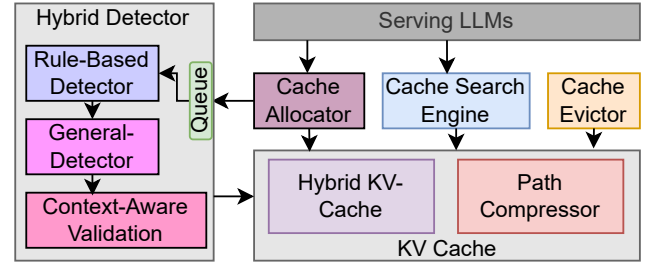 Hybrid Detector
Rule-Based
Detector
General-
Detector
Context-Aware
Validation
Queue
Serving LLMs
Cache
Allocator
Cache Search
Engine
Cache
Evictor
Hybrid KV-
Cache
Path
Compressor
KV Cache